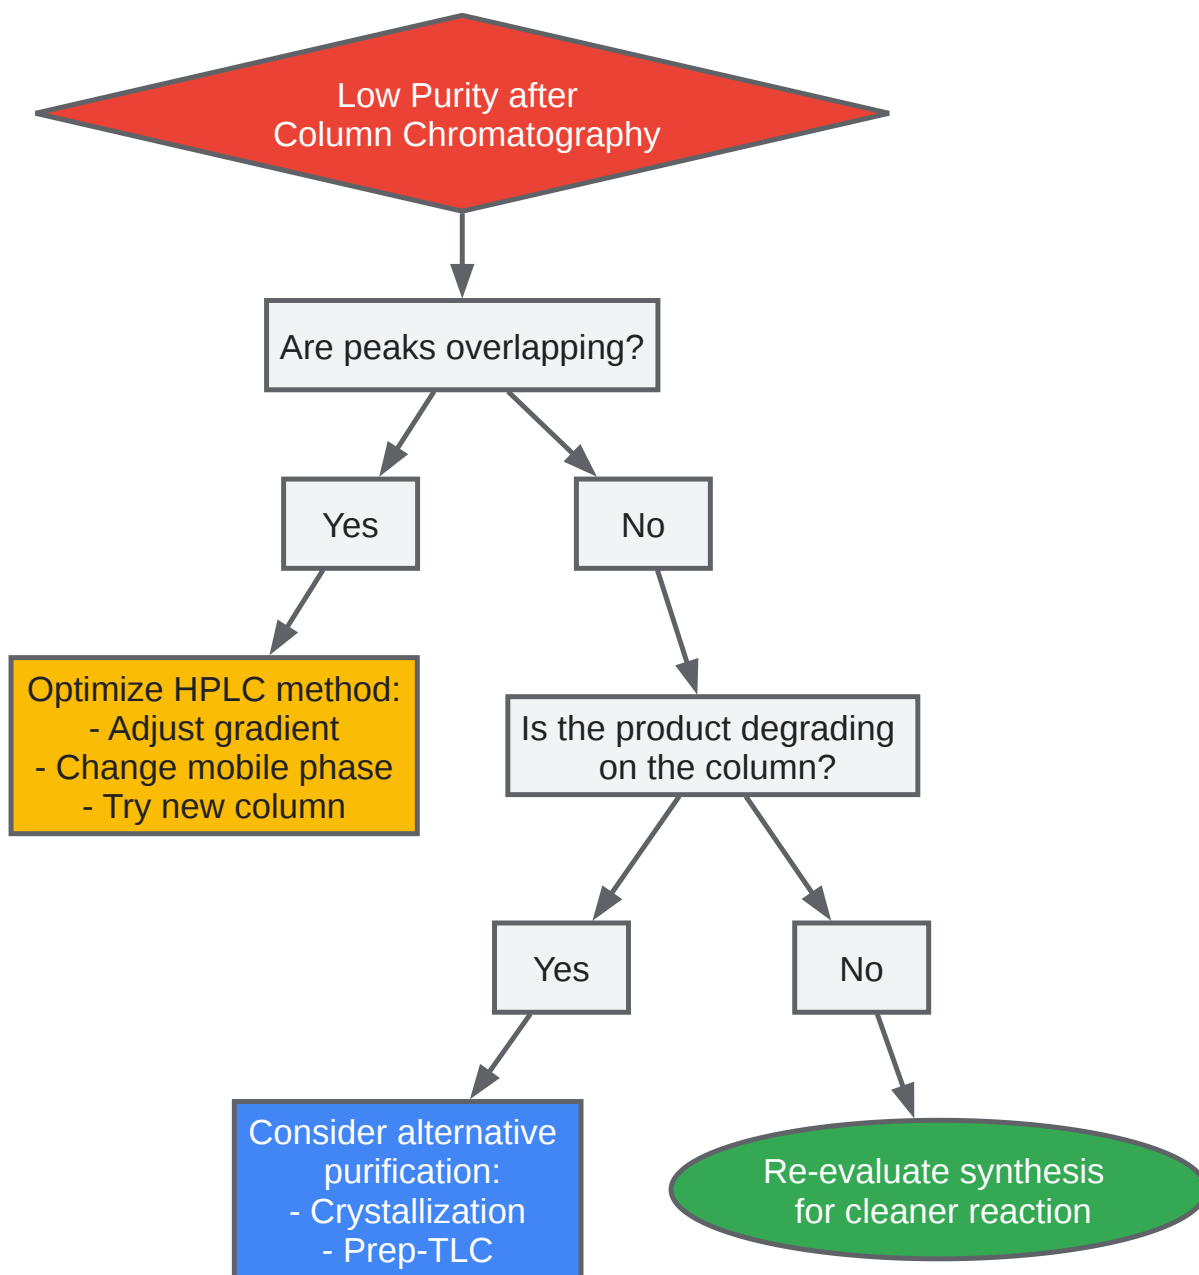 Low Purity after
Column Chromatography
Are peaks overlapping?
Yes
No
Optimize HPLC method:
- Adjust gradient
- Change mobile phase
- Try new column
Is the product degrading
on the column?
Yes
No
Consider alternative
purification:
- Crystallization
- Prep-TLC
Re-evaluate synthesis
for cleaner reaction